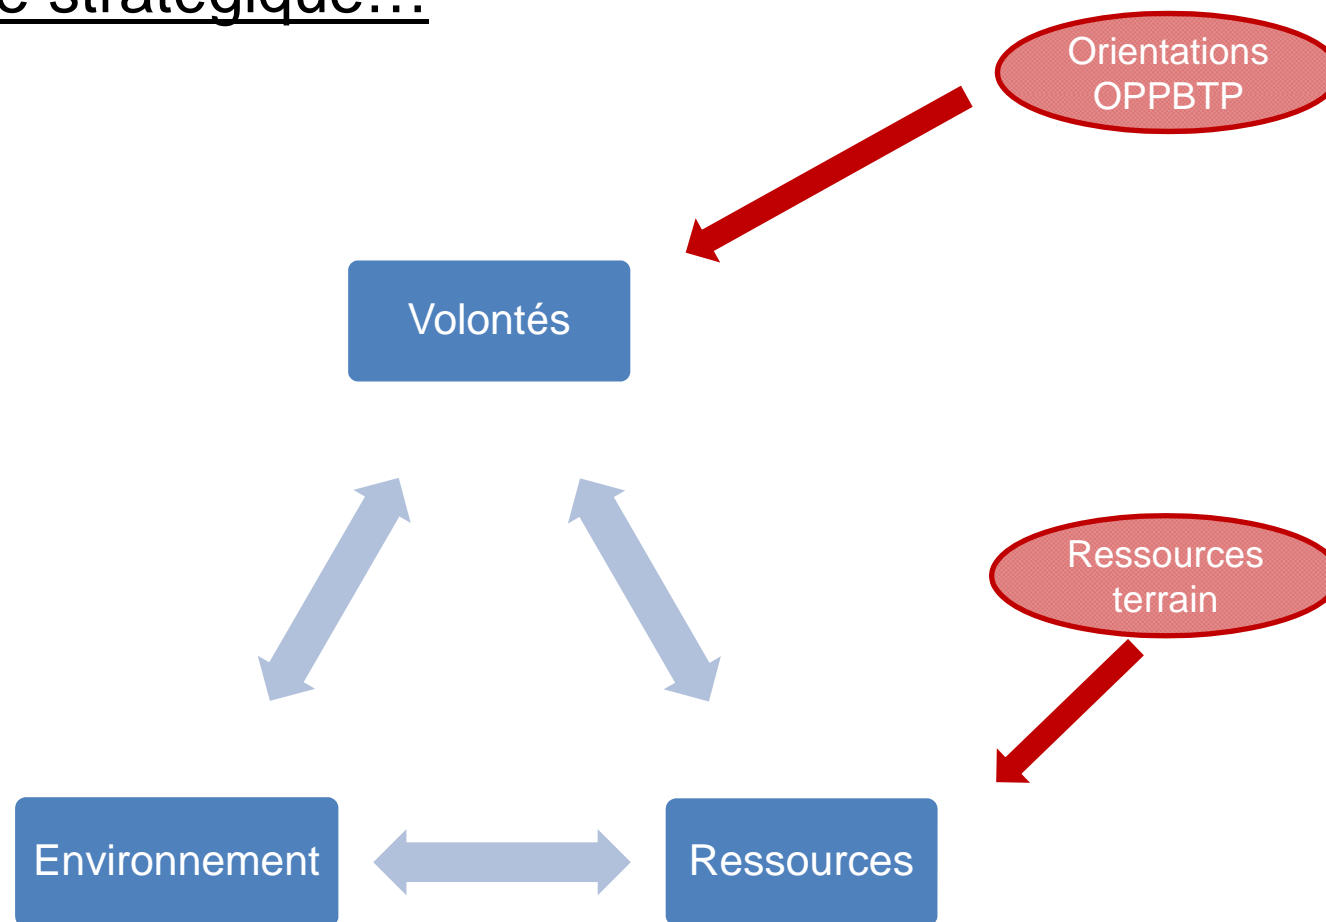 e stratégique…
Orientations
OPPBTP
Volontés
Ressources
terrain
Environnement
Ressources